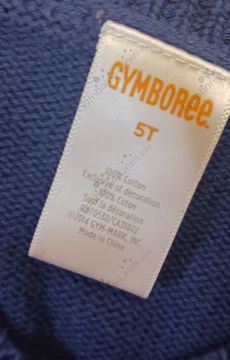 GYMBOREE.
5T
100% Cotton
Exclusive of decoration
100% Coton
Sauf la décoration
©2014 GYM-MARK, INC.
Made in China